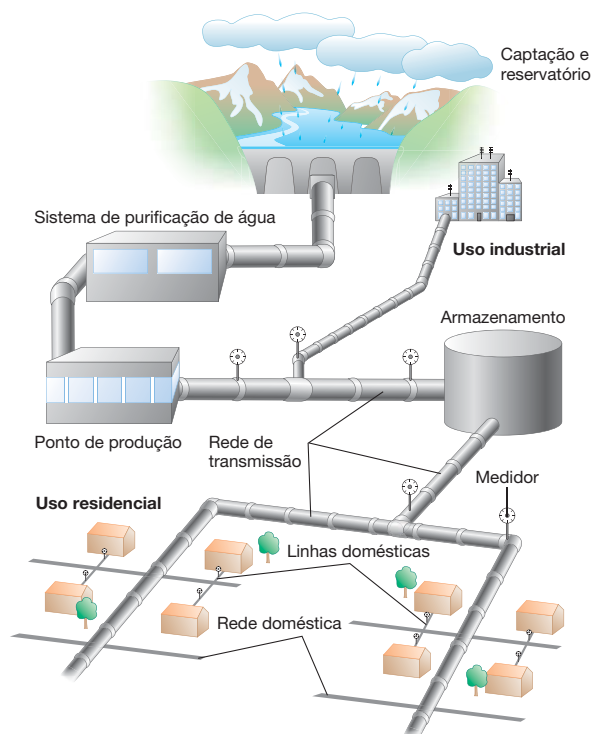 Captação e
reservatório
Sistema de purificação de água
Uso industrial
Armazenamento
Ponto de produção
Rede de
transmissão
Medidor
Uso residencial
Linhas domésticas
Rede doméstica